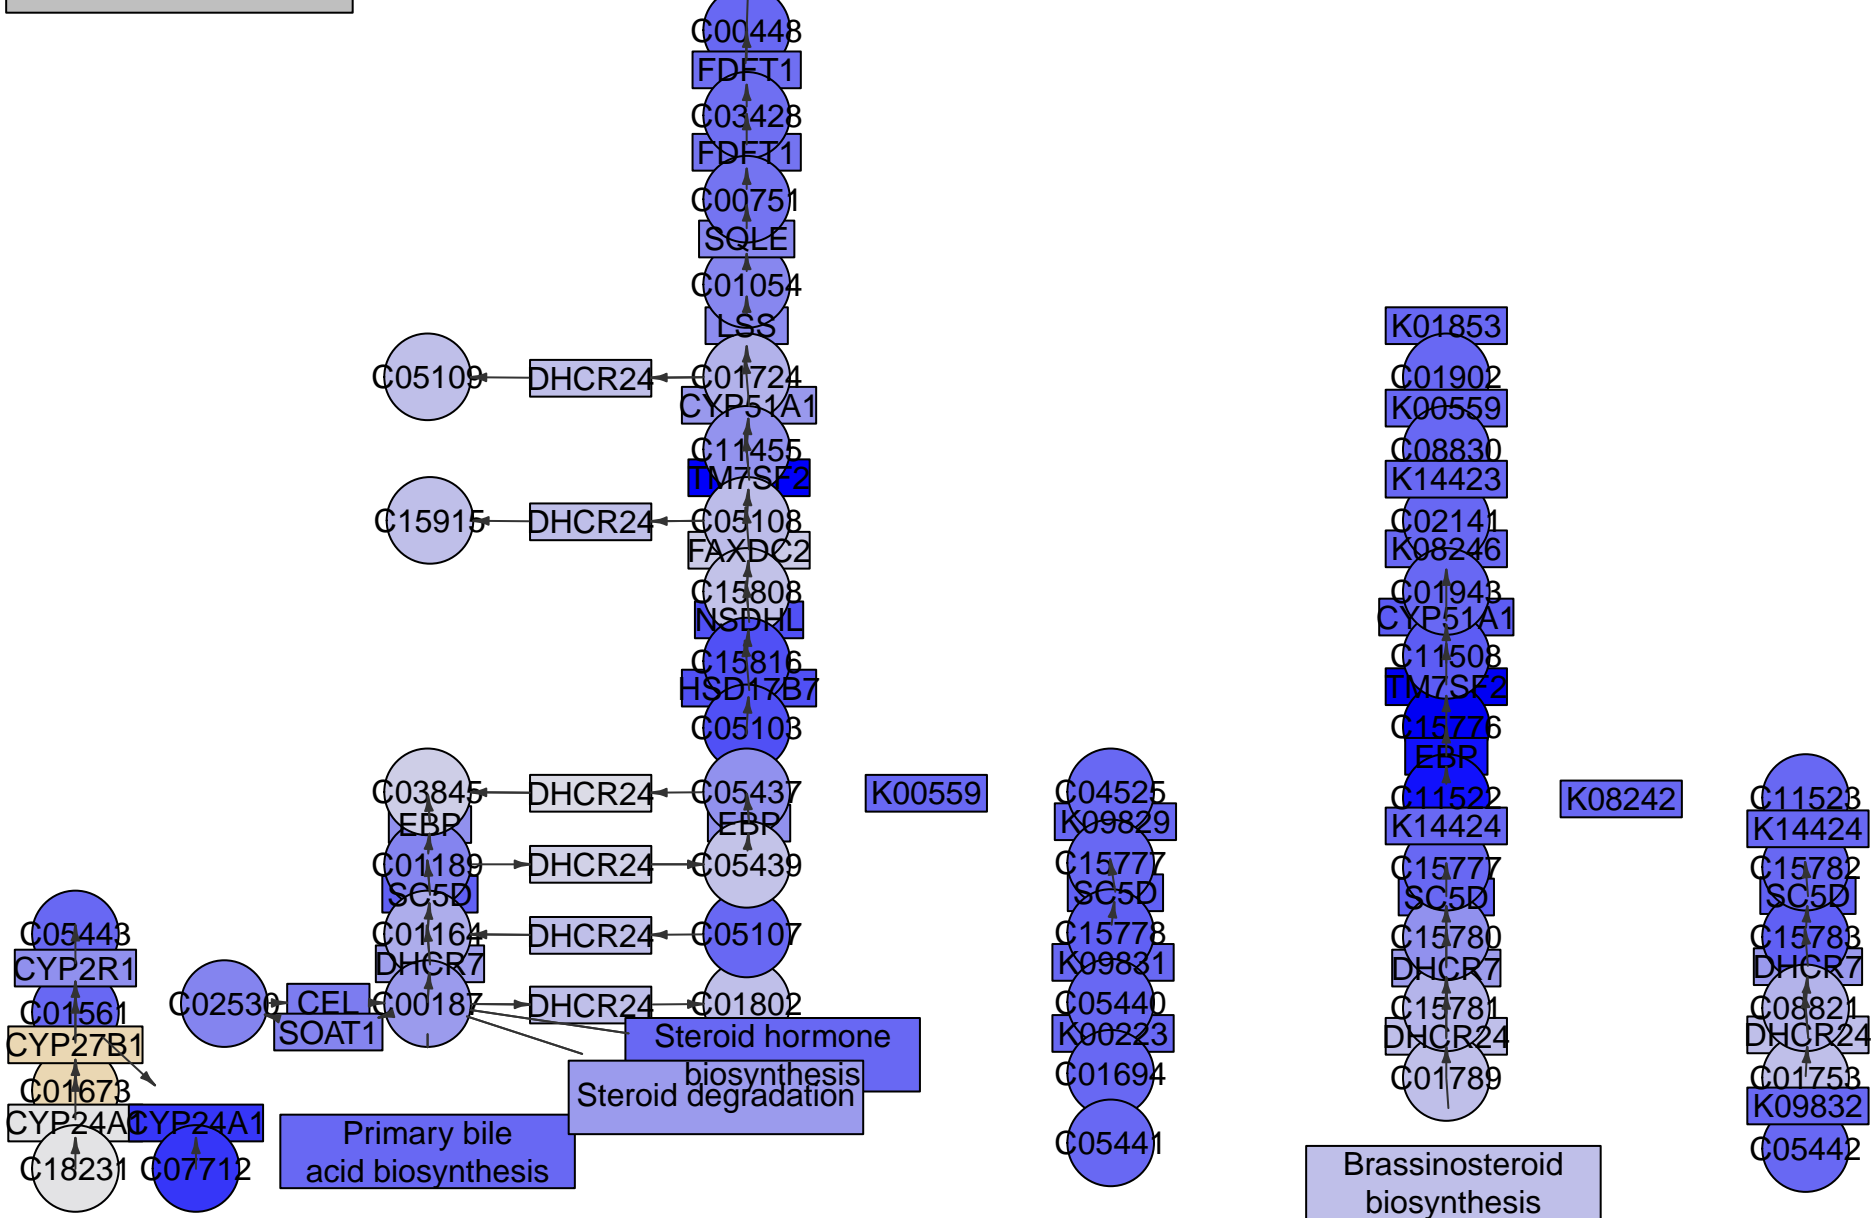 C00448
FDFT1
C03428
FDFT1
C00751
SQLE
C01054
LSS
C05109
DHCR24
C01724
CYP51A1
C11455
TM7SF2
C15915
DHCR24
C05108
FAXDC2
C15808
NSDHL
C15816
HSD17B7
C05103
C03845
DHCR24
C05437
EBP
EBP
C01189
DHCR24
C05439
SC5D
C01164
DHCR24
C05107
DHCR7
C02530
CEL
SOAT1
C00187
DHCR24
C01802
C05443
CYP2R1
C01561
CYP27B1
C01673
CYP24A1
CYP24A1
C18231
C07712
Steroid hormone
biosynthesis
Steroid degradation
Primary bile
acid biosynthesis
K00559
C04525
K09829
C15777
SC5D
C15778
K09831
C05440
K00223
C01694
C05441
K01853
C01902
K00559
C08830
K14423
C02141
K08246
C01943
CYP51A1
C11508
TM7SF2
C15776
EBP
C11522
K14424
C15777
SC5D
C15780
DHCR7
C15781
DHCR24
C01789
Brassinosteroid
biosynthesis
K08242
C11523
K14424
C15782
SC5D
C15783
DHCR7
C08821
DHCR24
C01753
K09832
C05442